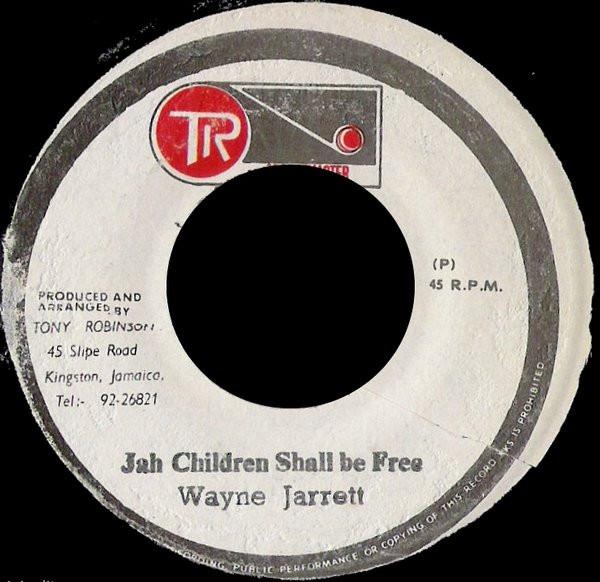 TR
(P)
45 R.P.M.
PRODUCED AND
ARRANGED BY
TONY ROBINSON
45 Slipe Road
Kingston, Jamaica,
Tel:- 92-26821
Jah Children Shall be Free
Wayne Jarrett
PUBLIC PERFORMANCE OR COPYING OF THIS RECORD IS PROHIBITED